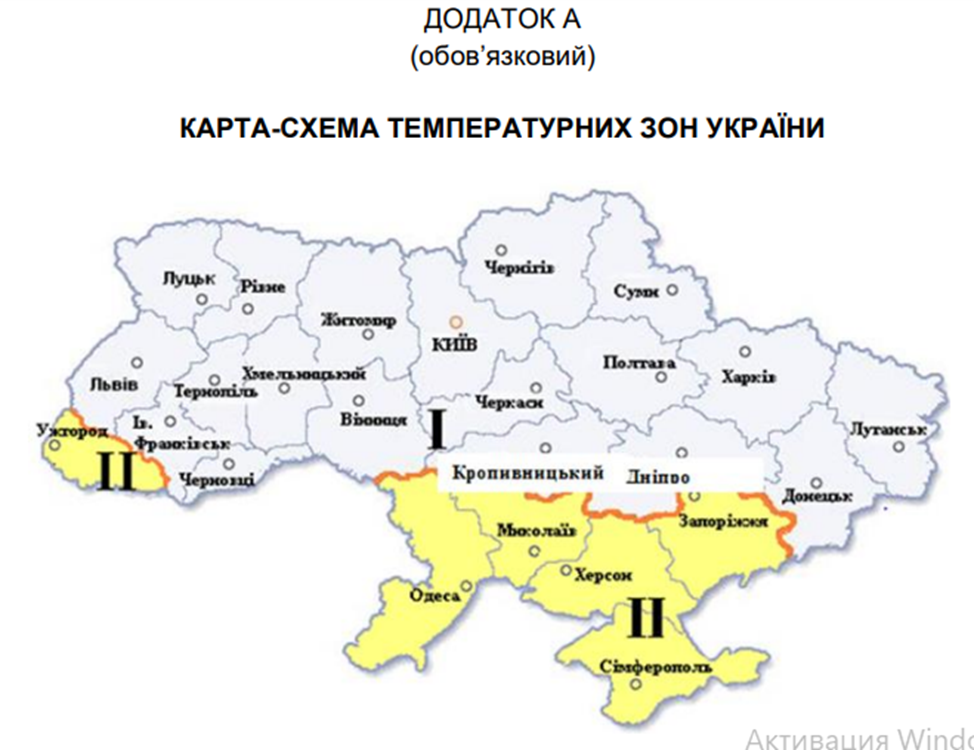 ДОДАТОК А
(обов’язковий)
КАРТА-СХЕМА ТЕМПЕРАТУРНИХ ЗОН УКРАЇНИ
Чернігів
Луцьк
Рівне
Суми
Житомир
КИЇВ
Полтава
Харків
Львів
Тернопіль
Хмельницький
Черкаси
Вінниця
I
Ужгород
Ів.
Франківськ
Луганськ
II
Чернівці
Кропивницький
Дніпро
Донецьк
Миколаїв
Запоріжжя
Херсон
Одеса
II
Сімферополь
Активация Windo